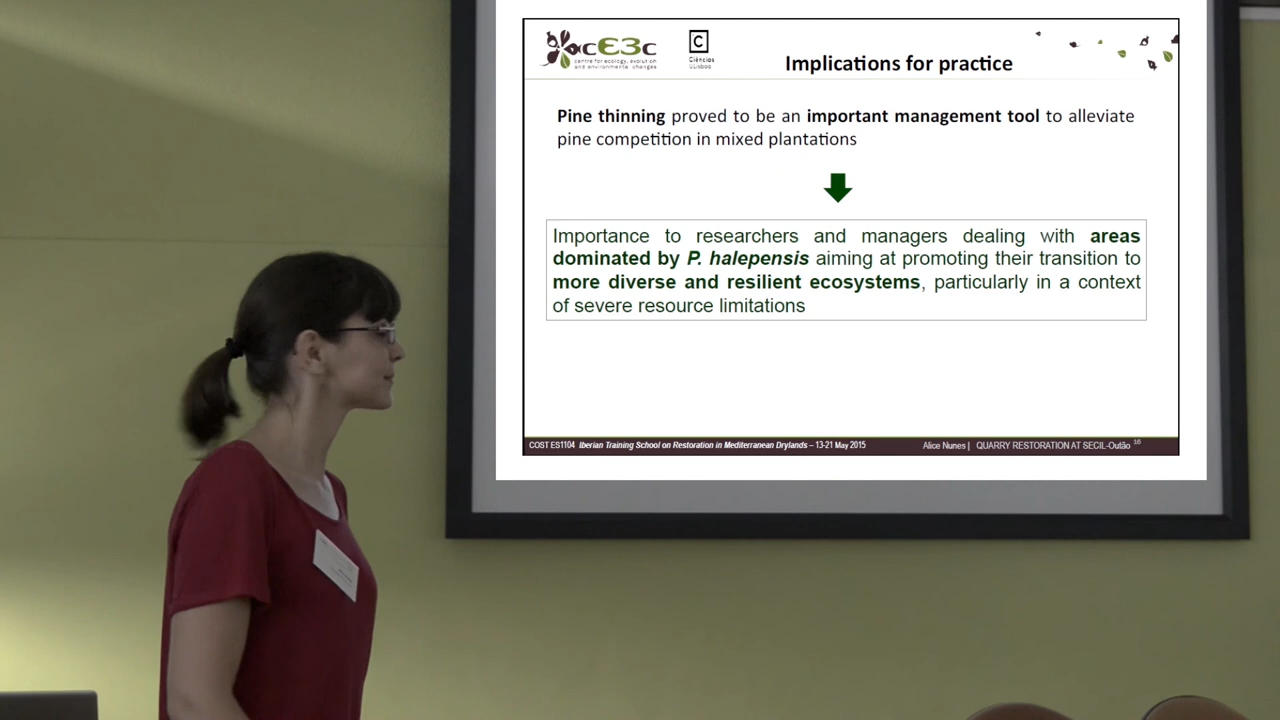 cE3c
centre for ecology, evolution
and environmental changes
C
Ciências
ULisboa
Implications for practice
Pine thinning proved to be an important management tool to alleviate
pine competition in mixed plantations
Importance to researchers and managers dealing with areas
dominated by P. halepensis aiming at promoting their transition to
more diverse and resilient ecosystems, particularly in a context
of severe resource limitations
COST ES1104 Iberian Training School on Restoration in Mediterranean Drylands – 13-21 May 2015
Alice Nunes | QUARRY RESTORATION AT SECIL-Outão 16